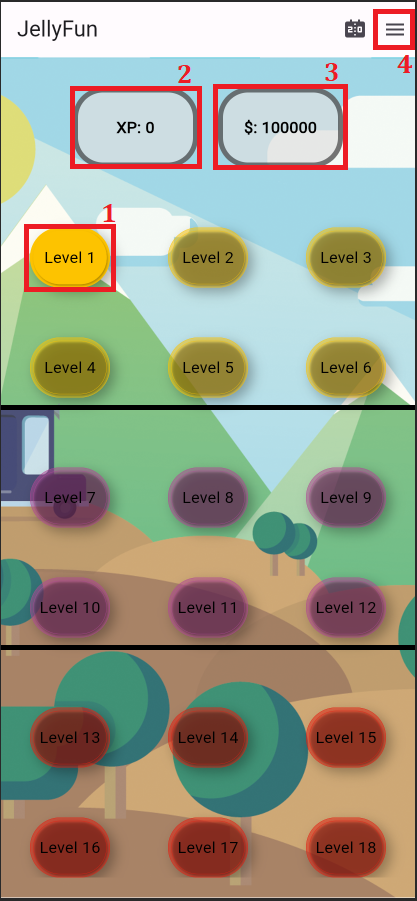 JellyFun
2:0
4
2
3
XP: 0
$: 100000
1
Level 1
Level 2
Level 3
Level 4
Level 5
Level 6
Level 7
Level 8
Level 9
Level 10
Level 11
Level 12
Level 13
Level 14
Level 15
Level 16
Level 17
Level 18